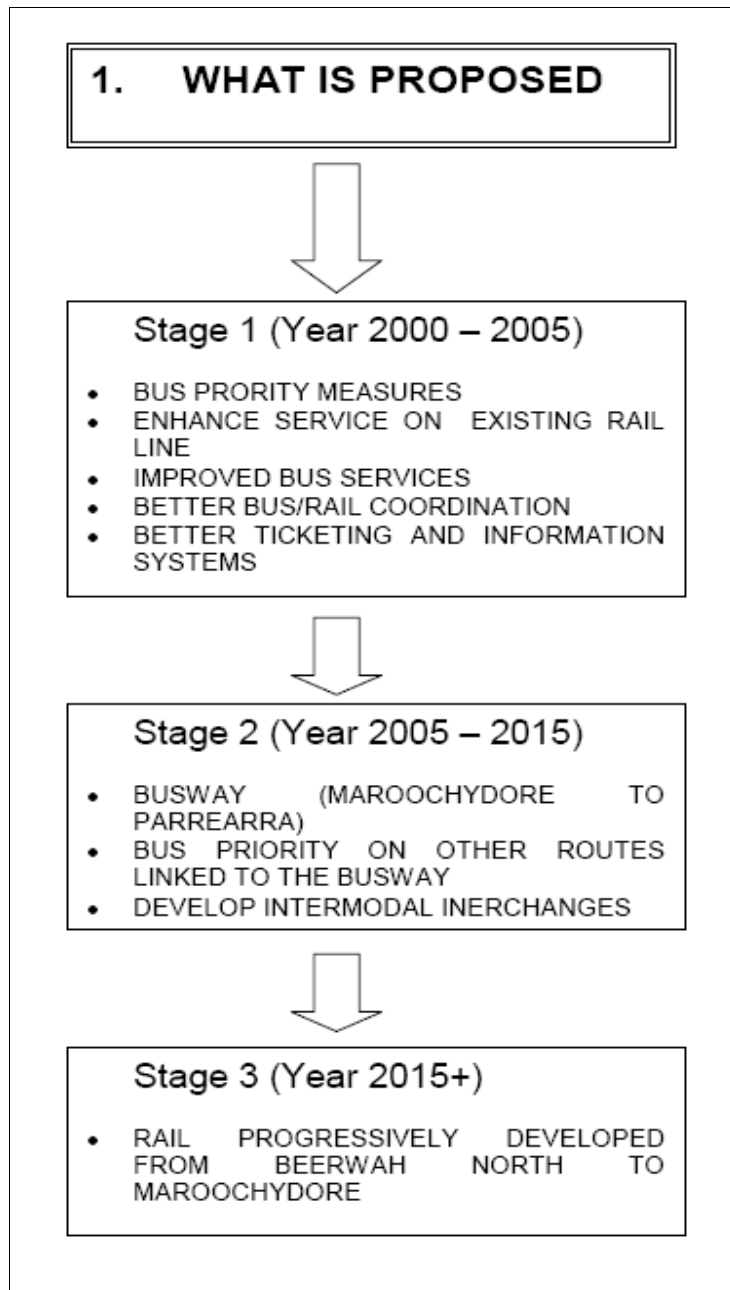 1. WHAT IS PROPOSED
Stage 1 (Year 2000 – 2005)
• BUS PRORITY MEASURES
• ENHANCE SERVICE ON EXISTING RAIL
LINE
• IMPROVED BUS SERVICES
• BETTER BUS/RAIL COORDINATION
• BETTER TICKETING AND INFORMATION
SYSTEMS
Stage 2 (Year 2005 – 2015)
• BUSWAY (MAROOCHYDORE TO
PARREARRA)
• BUS PRIORITY ON OTHER ROUTES
LINKED TO THE BUSWAY
• DEVELOP INTERMODAL INERCHANGES
Stage 3 (Year 2015+)
• RAIL PROGRESSIVELY DEVELOPED
FROM BEERWAH NORTH TO
MAROOCHYDORE